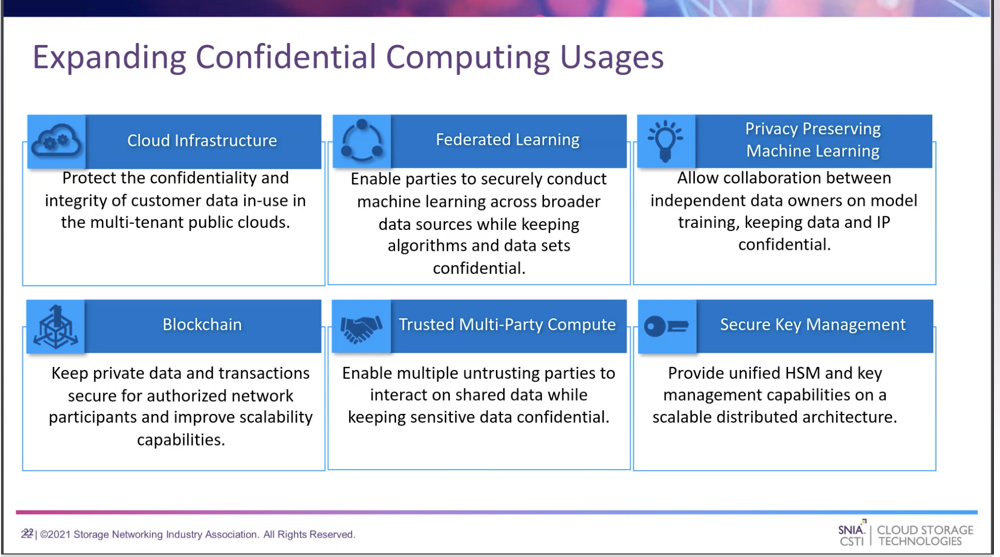 Expanding Confidential Computing Usages
Cloud Infrastructure
Protect the confidentiality and
integrity of customer data in-use in
the multi-tenant public clouds.
Federated Learning
Enable parties to securely conduct
machine learning across broader
data sources while keeping
algorithms and data sets
confidential.
Privacy Preserving
Machine Learning
Allow collaboration between
independent data owners on model
training, keeping data and IP
confidential.
Blockchain
Keep private data and transactions
secure for authorized network
participants and improve scalability
capabilities.
Trusted Multi-Party Compute
Enable multiple untrusting parties to
interact on shared data while
keeping sensitive data confidential.
Secure Key Management
Provide unified HSM and key
management capabilities on a
scalable distributed architecture.
22 | ©2021 Storage Networking Industry Association. All Rights Reserved.
22
SNIA. | CLOUD STORAGE
CSTI | TECHNOLOGIES